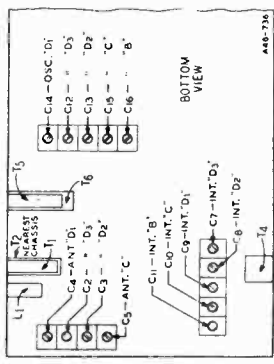 C14-OSC."D1"
C12- " "D3"
C13- " "D2"
C15- " "C"
C16- " "B"
BOTTOM
VIEW
A46-736
T5
T6
T2
NEAREST
CHASSIS
T1
L1
C4-ANT."D1"
C2- " "D3"
C3- " "D2"
C5-ANT."C"
C11-INT."B"
C10-INT."C"
C9-INT."D1"
C7-INT."D3"
C8-INT."D2"
T4